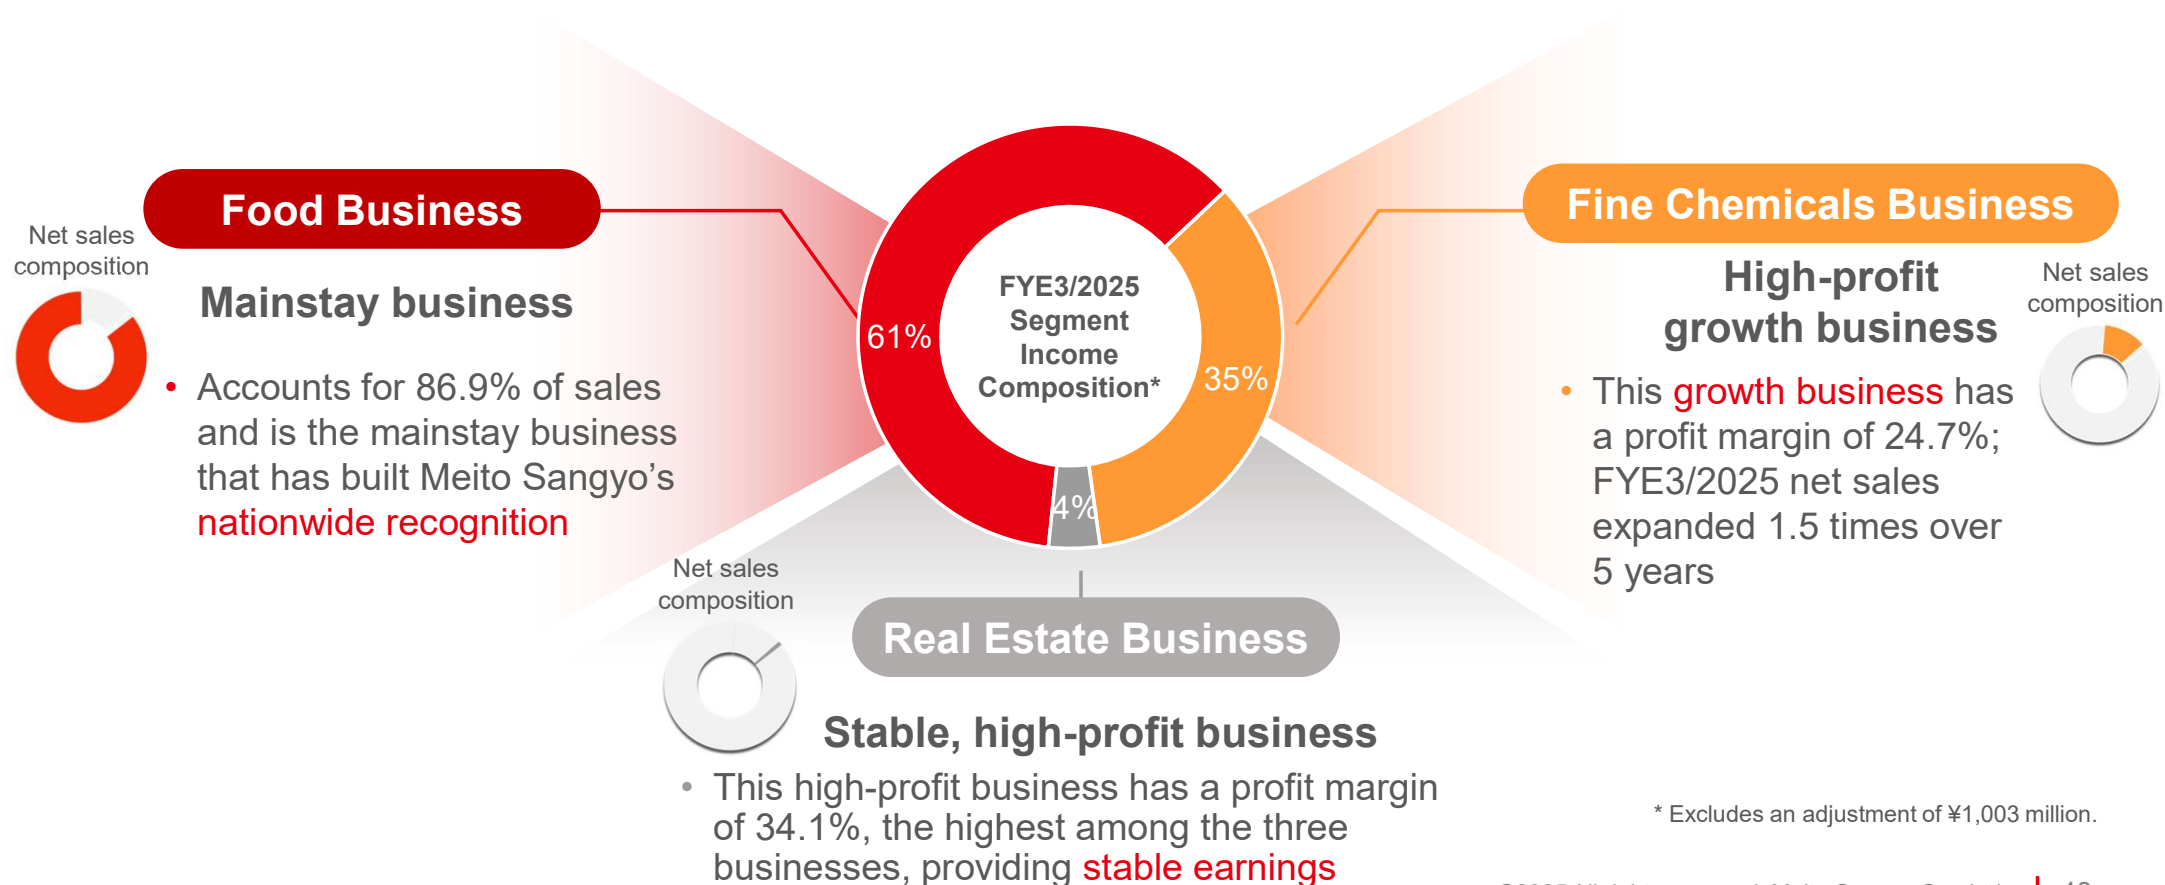 Food Business
Net sales
composition
Mainstay business
• Accounts for 86.9% of sales
and is the mainstay business
that has built Meito Sangyo’s
nationwide recognition
FYE3/2025
Segment
Income
Composition*
61%
35%
4%
Fine Chemicals Business
High-profit
growth business
Net sales
composition
• This growth business has
a profit margin of 24.7%;
FYE3/2025 net sales
expanded 1.5 times over
5 years
Net sales
composition
Real Estate Business
Stable, high-profit business
• This high-profit business has a profit margin
of 34.1%, the highest among the three
businesses, providing stable earnings
* Excludes an adjustment of ¥1,003 million.